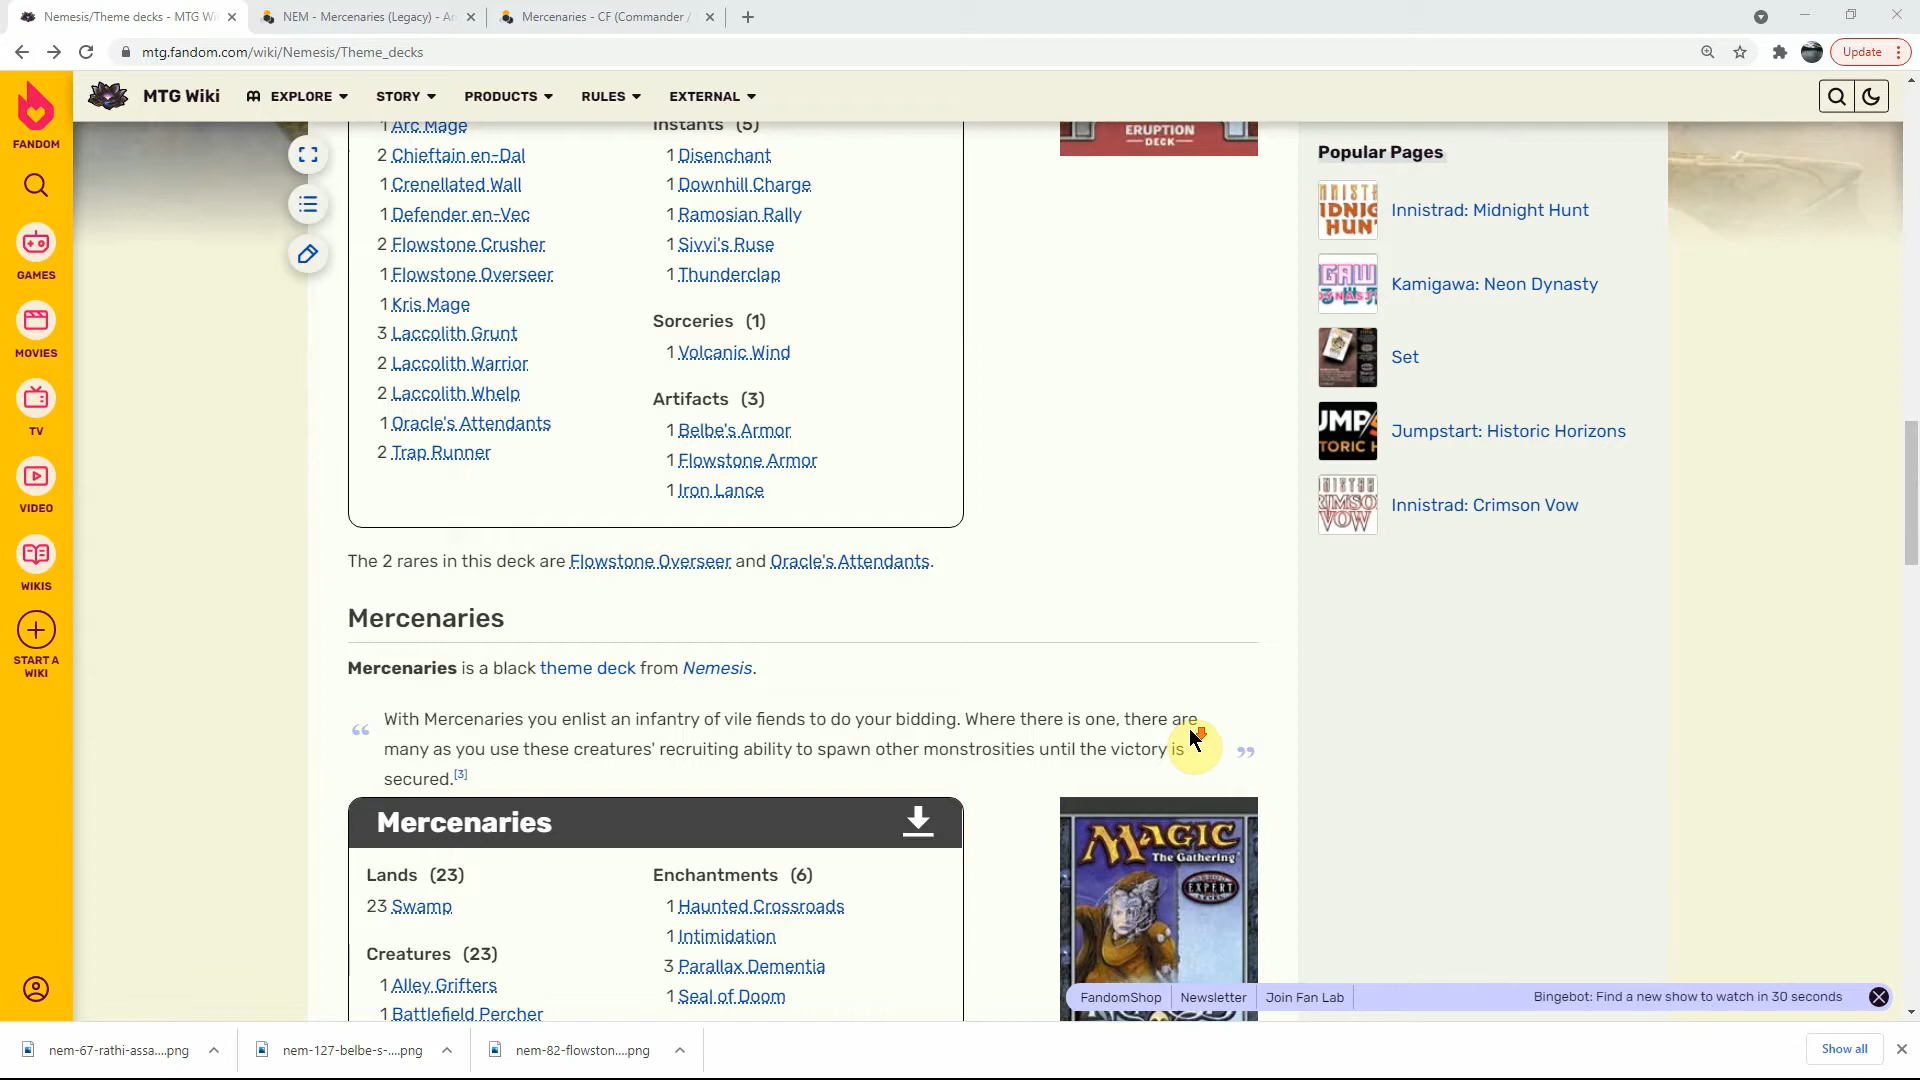 Nemesis/Theme decks - MTG Wi
NEM - Mercenaries (Legacy) - Ar
Mercenaries - CF (Commander /
mtg.fandom.com/wiki/Nemesis/Theme_decks
Update
FANDOM
GAMES
MOVIES
TV
VIDEO
WIKIS
START A
WIKI
MTG Wiki
EXPLORE
STORY
PRODUCTS
RULES
EXTERNAL
1 Arc Mage
2 Chieftain en-Dal
1 Crenellated Wall
1 Defender en-Vec
2 Flowstone Crusher
1 Flowstone Overseer
1 Kris Mage
3 Laccolith Grunt
2 Laccolith Warrior
2 Laccolith Whelp
1 Oracle's Attendants
2 Trap Runner
Instants (5)
1 Disenchant
1 Downhill Charge
1 Ramosian Rally
1 Sivvi's Ruse
1 Thunderclap
Sorceries (1)
1 Volcanic Wind
Artifacts (3)
1 Belbe's Armor
1 Flowstone Armor
1 Iron Lance
ERUPTION
DECK
The 2 rares in this deck are Flowstone Overseer and Oracle's Attendants.
Mercenaries
Mercenaries is a black theme deck from Nemesis.
“ With Mercenaries you enlist an infantry of vile fiends to do your bidding. Where there is one, there are
many as you use these creatures' recruiting ability to spawn other monstrosities until the victory is ”
secured.[3]
Mercenaries
Lands (23)
23 Swamp
Creatures (23)
1 Alley Grifters
1 Battlefield Percher
Enchantments (6)
1 Haunted Crossroads
1 Intimidation
3 Parallax Dementia
1 Seal of Doom
MAGIC
The Gathering
EXPERT
LEVEL
Popular Pages
Innistrad: Midnight Hunt
Kamigawa: Neon Dynasty
Set
Jumpstart: Historic Horizons
Innistrad: Crimson Vow
FandomShop
Newsletter
Join Fan Lab
Bingebot: Find a new show to watch in 30 seconds
nem-67-rathi-assa....png
nem-127-belbe-s-....png
nem-82-flowston....png
Show all